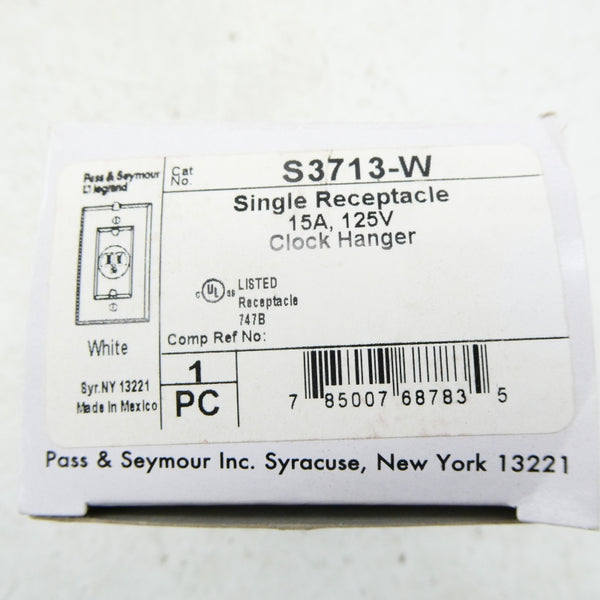 Pass & Seymour
legrand
Cat
No.
S3713-W
Single Receptacle
15A, 125V
Clock Hanger
White
C UL US LISTED
Receptacle
747B
Comp Ref No:
Syr. NY 13221
Made In Mexico
1
PC
7 85007 68783 5
Pass & Seymour Inc. Syracuse, New York 13221